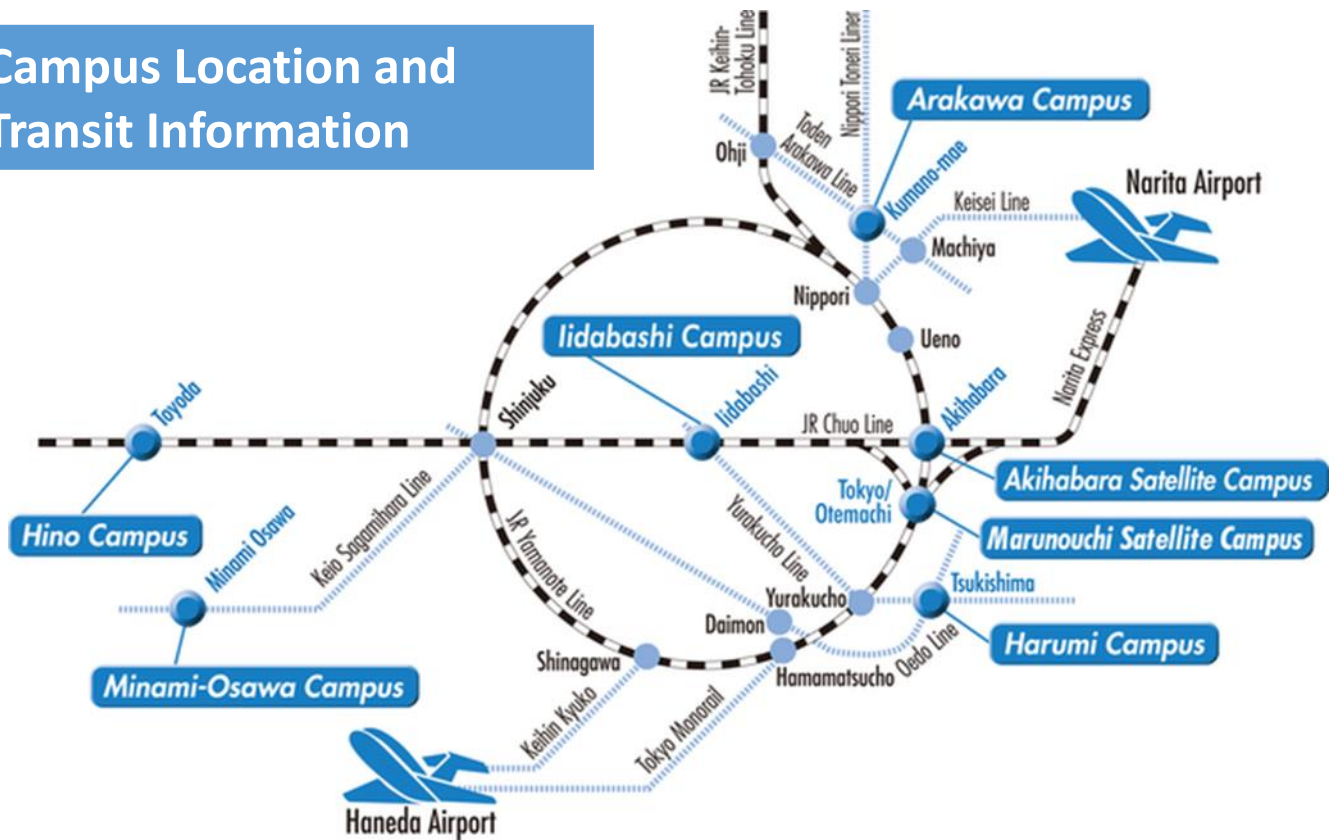 Campus Location and
Transit Information
JR Keihin-
Tohoku Line
Nippori Toneri Liner
Arakawa Campus
Toden
Arakawa Line
Ohji
Kumano-mae
Narita Airport
Keisei Line
Machiya
Nippori
Ueno
Iidabashi Campus
Narita Express
Toyoda
Shinjuku
Iidabashi
JR Chuo Line
Akihabara
Akihabara Satellite Campus
Tokyo/
Otemachi
Hino Campus
Keio Sagamihara Line
Yurakucho Line
Marunouchi Satellite Campus
Minami Osawa
JR Yamanote Line
Yurakucho
Tsukishima
Daimon
Harumi Campus
Oedo Line
Shinagawa
Hamamatsucho
Minami-Osawa Campus
Keihin Kyuko
Tokyo Monorail
Haneda Airport